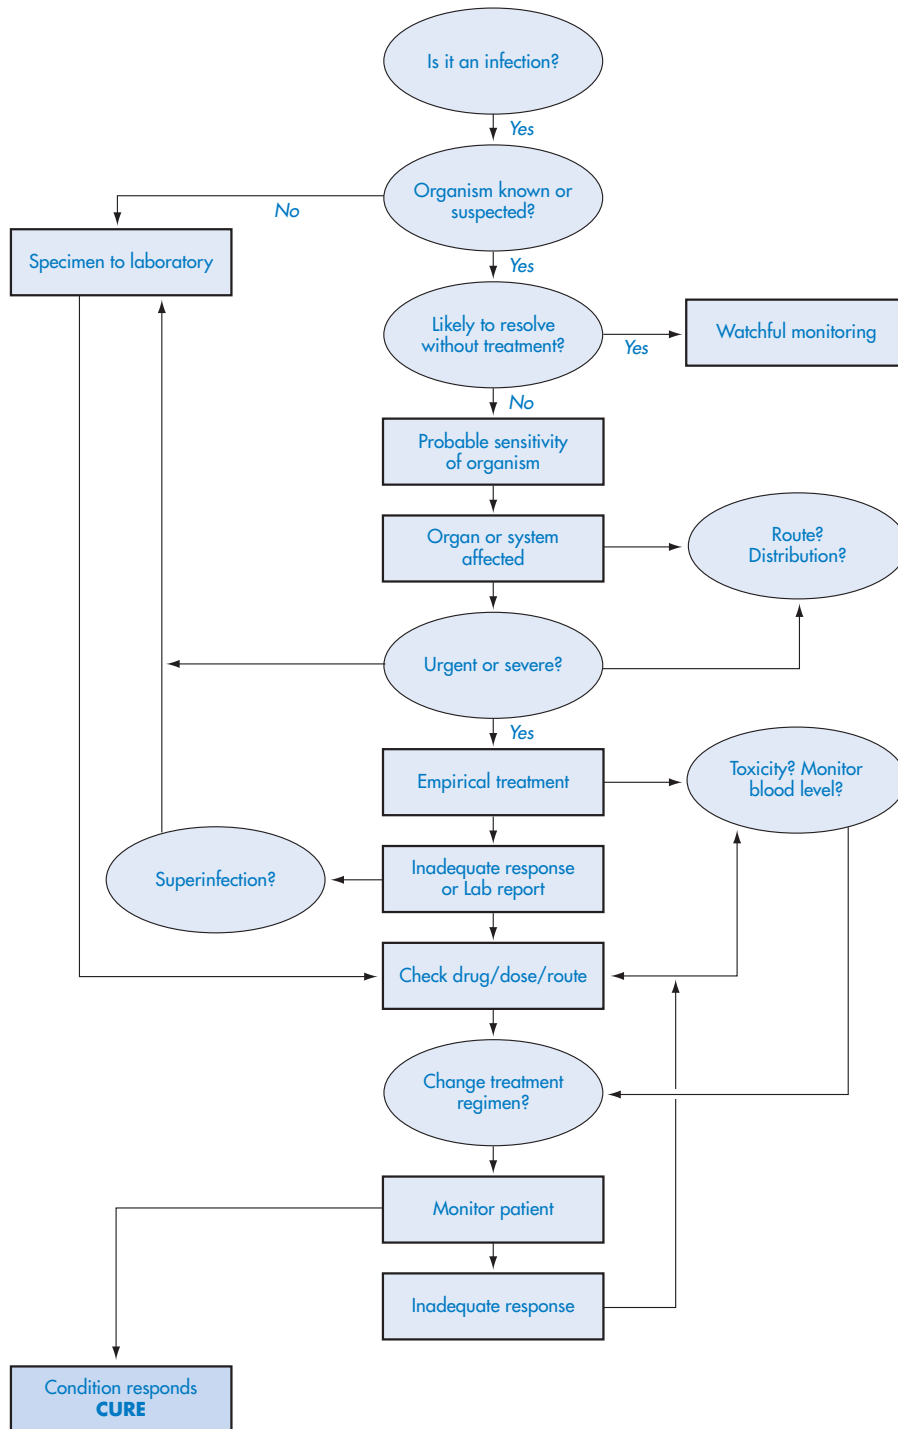 Is it an infection?
Yes
Organism known or
suspected?
No
Specimen to laboratory
Yes
Likely to resolve
without treatment?
Yes
Watchful monitoring
No
Probable sensitivity
of organism
Organ or system
affected
Route?
Distribution?
Urgent or severe?
Yes
Empirical treatment
Toxicity? Monitor
blood level?
Inadequate response
or Lab report
Superinfection?
Check drug/dose/route
Change treatment
regimen?
Monitor patient
Inadequate response
Condition responds
CURE